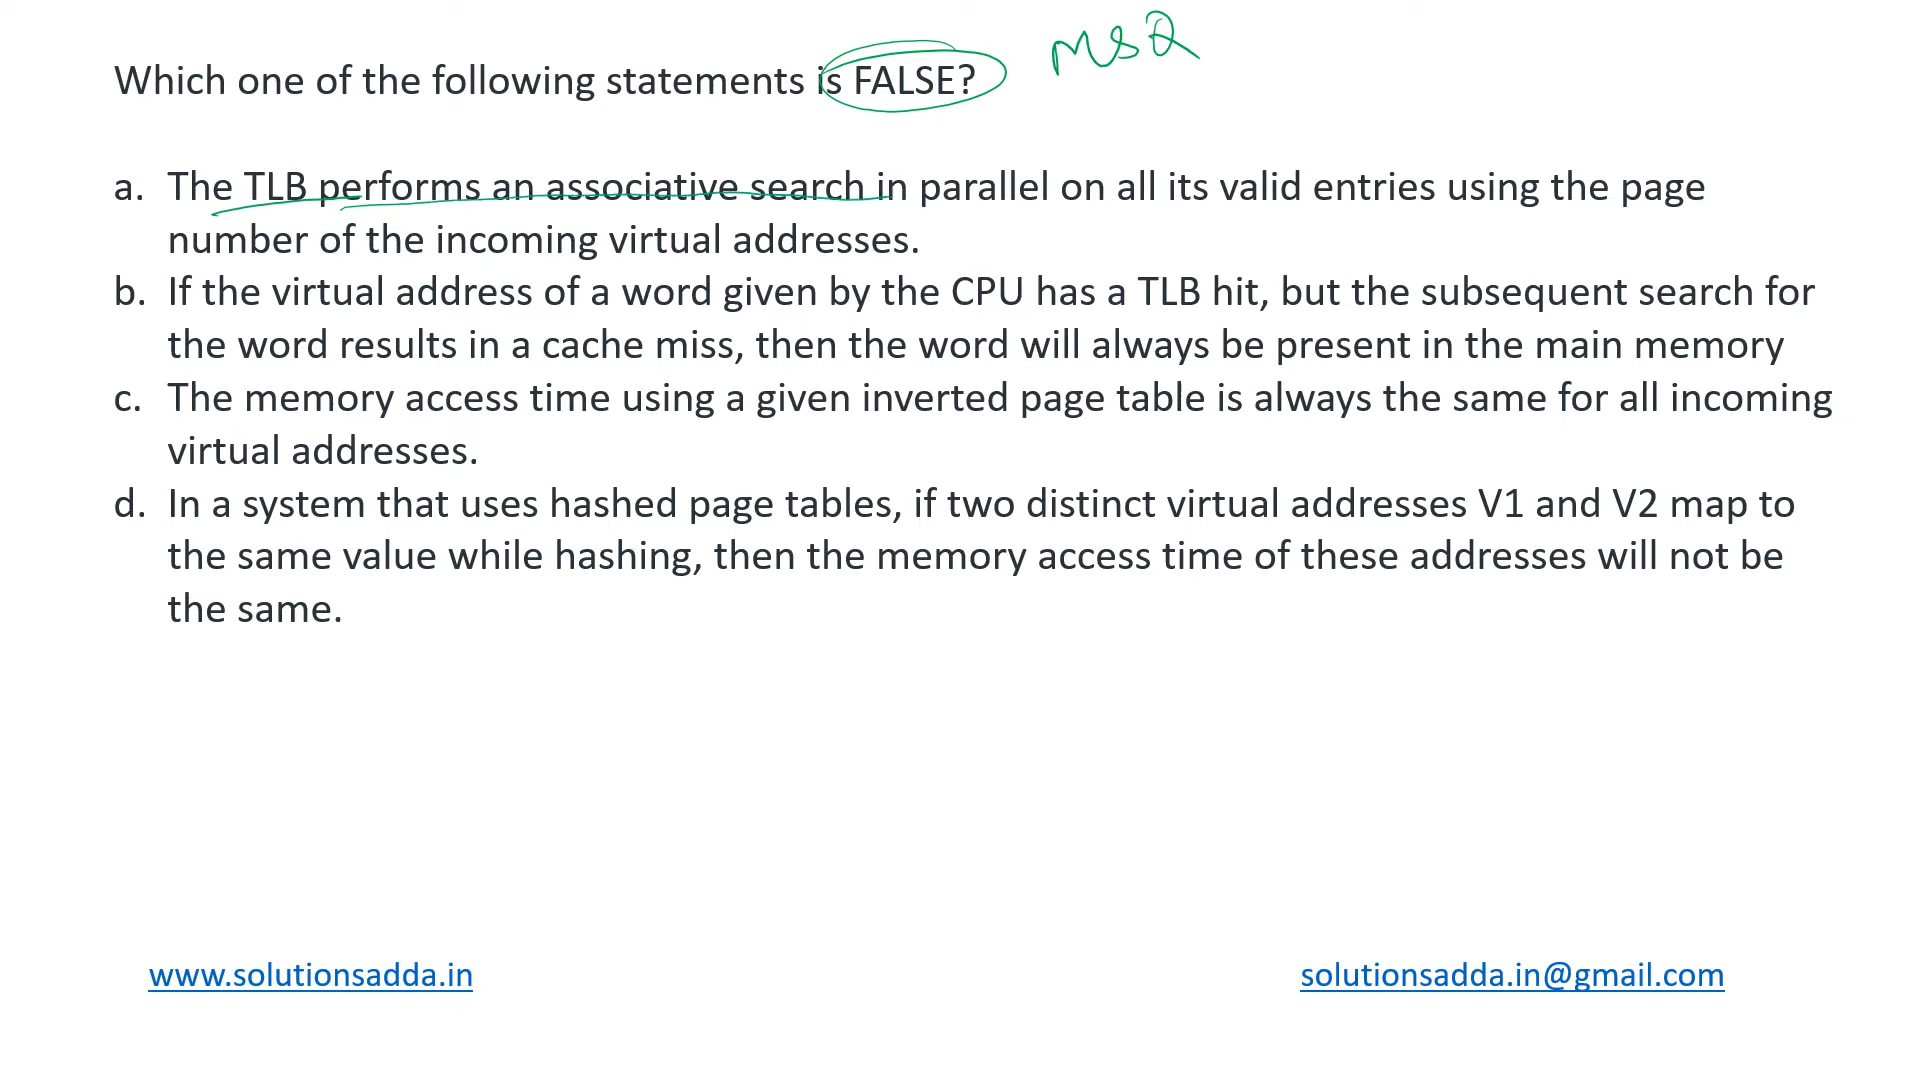 MSQ
Which one of the following statements is FALSE?
a. The TLB performs an associative search in parallel on all its valid entries using the page
number of the incoming virtual addresses.
b. If the virtual address of a word given by the CPU has a TLB hit, but the subsequent search for
the word results in a cache miss, then the word will always be present in the main memory
c. The memory access time using a given inverted page table is always the same for all incoming
virtual addresses.
d. In a system that uses hashed page tables, if two distinct virtual addresses V1 and V2 map to
the same value while hashing, then the memory access time of these addresses will not be
the same.
www.solutionsadda.in
solutionsadda.in@gmail.com